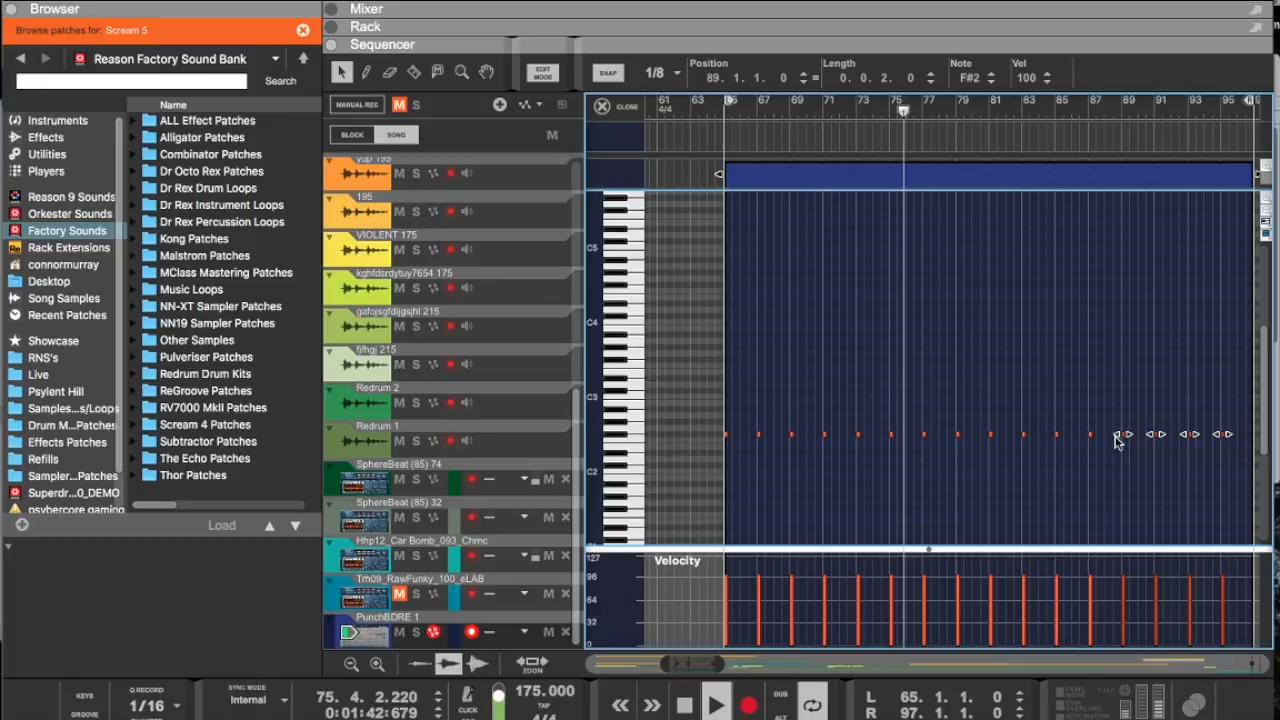 Browser
Mixer
Rack
Sequencer
Browse patches for: Scream 5
Reason Factory Sound Bank
Search
Name
Instruments
Effects
Utilities
Players
Reason 9 Sounds
Orkester Sounds
Factory Sounds
Rack Extensions
connormurray
Desktop
Song Samples
Recent Patches
Showcase
RNS's
Live
Psylent Hill
Samples...s/Loops
Drum M...Patches
Effects Patches
Refills
Sampler...Patches
Superdr...0_DEMO
psybercore gaming
ALL Effect Patches
Alligator Patches
Combinator Patches
Dr Octo Rex Patches
Dr Rex Drum Loops
Dr Rex Instrument Loops
Dr Rex Percussion Loops
Kong Patches
Malstrom Patches
MClass Mastering Patches
Music Loops
NN-XT Sampler Patches
NN19 Sampler Patches
Other Samples
Pulveriser Patches
Redrum Drum Kits
ReGroove Patches
RV7000 MkII Patches
Scream 4 Patches
Subtractor Patches
The Echo Patches
Thor Patches
Load
EDIT
MODE
SNAP
1/8
Position
89. 1. 1. 0
=
Length
0. 0. 2. 0
Note
F#2
Vel
100
MANUAL REC
M S
BLOCK SONG
M
CLOSE
61 63 65 67 69 71 73 75 77 79 81 83 85 87 89 91 93 95
4/4
yup 195
M S
195
M S
VIOLENT 175
M S
kghfdsrdytuy7654 175
M S
gafojsgfdijgsjhl 215
M S
fjfhgj 215
M S
Redrum 2
M S
Redrum 1
M S
SphereBeat (85) 74
M S M X
SphereBeat (85) 32
M S M X
Hhp12_Car Bomb_093_Chrnc
M S M X
Trh09_RawFunky_100_eLAB
M S M X
PunchBDRE 1
M S M X
C5
C4
C3
C2
127
96
64
32
0
Velocity
ZOOM
KEYS
GROOVE
Q.RECORD
1/16
SYNC MODE
Internal
75. 4. 2.220
0:01:42:679
CLICK
175.000
TAP
4/4
DUB
ALT
L 65. 1. 1. 0
R 97. 1. 1. 0
CALC